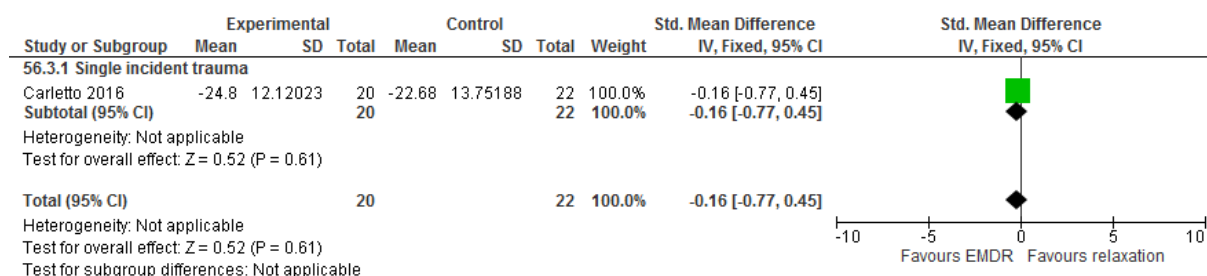 Experimental Control Std. Mean Difference Std. Mean Difference
Study or Subgroup Mean SD Total Mean SD Total Weight IV, Fixed, 95% CI IV, Fixed, 95% CI
56.3.1 Single incident trauma
Carletto 2016 -24.8 12.12023 20 -22.68 13.75188 22 100.0% -0.16 [-0.77, 0.45]
Subtotal (95% CI) 20 22 100.0% -0.16 [-0.77, 0.45]
Heterogeneity: Not applicable
Test for overall effect: Z = 0.52 (P = 0.61)
Total (95% CI) 20 22 100.0% -0.16 [-0.77, 0.45]
Heterogeneity: Not applicable
Test for overall effect: Z = 0.52 (P = 0.61)
Test for subgroup differences: Not applicable
-10 -5 0 5 10
Favours EMDR Favours relaxation